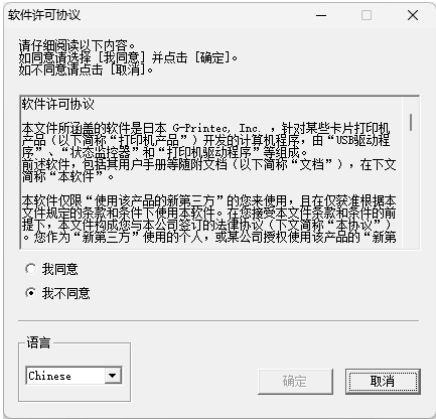 软件许可协议
请仔细阅读以下内容。
如同意请选择 [我同意] 并点击 [确定]。
如不同意请点击 [取消]。
软件许可协议
本文件所涵盖的软件是日本 G-Printec, Inc. ，针对某些卡片打印机
产品（以下简称“打印机产品”）开发的计算机程序，由“USB驱动程
序”、“状态监控器”和“打印机驱动程序”等组成。
前述软件，包括其用户手册等随附文档（以下简称“文档”），在下文
简称“本软件”。
本软件仅限“使用该产品的新第三方”的您来使用，且在仅获准根据本
文件规定的条款和条件下使用本软件。在您接受本文件条款和条件的前
提下，本文件构成您与本公司签订的法律协议（下文简称“本协议”）
。您作为“新第三方”使用的个人，或某公司授权使用该产品的“新第
我同意
我不同意
语言
Chinese
确定
取消